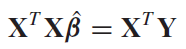 𝐗ᵀ𝐗𝜷̂ = 𝐗ᵀ𝐘